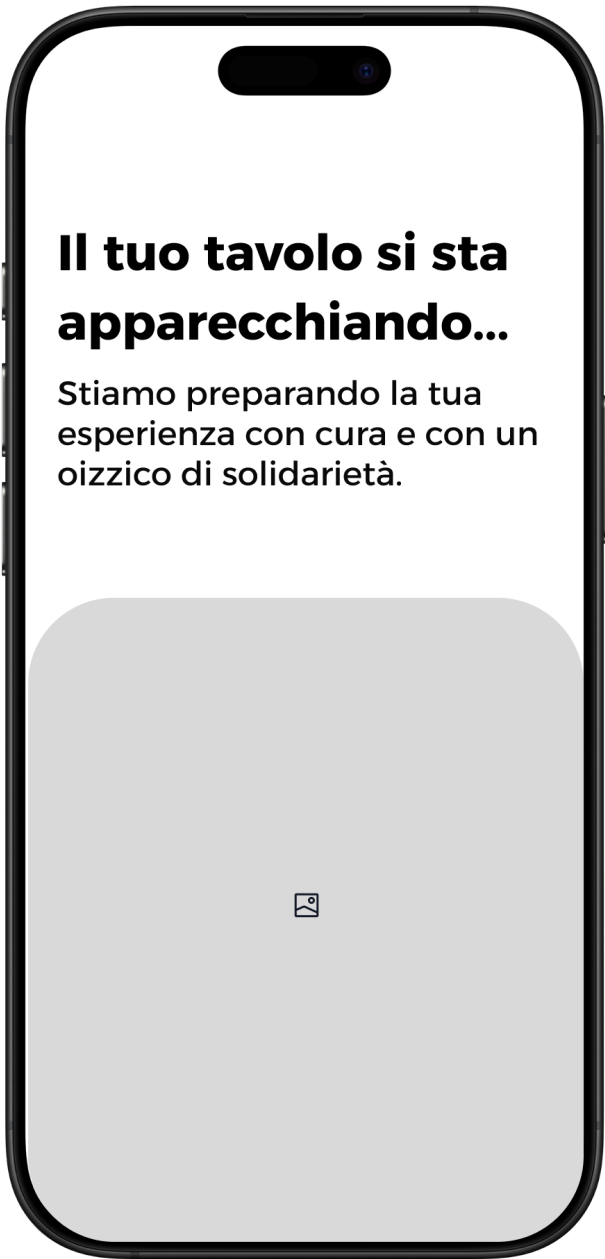 Il tuo tavolo si sta
apparecchiando...
Stiamo preparando la tua
esperienza con cura e con un
oizzico di solidarietà.